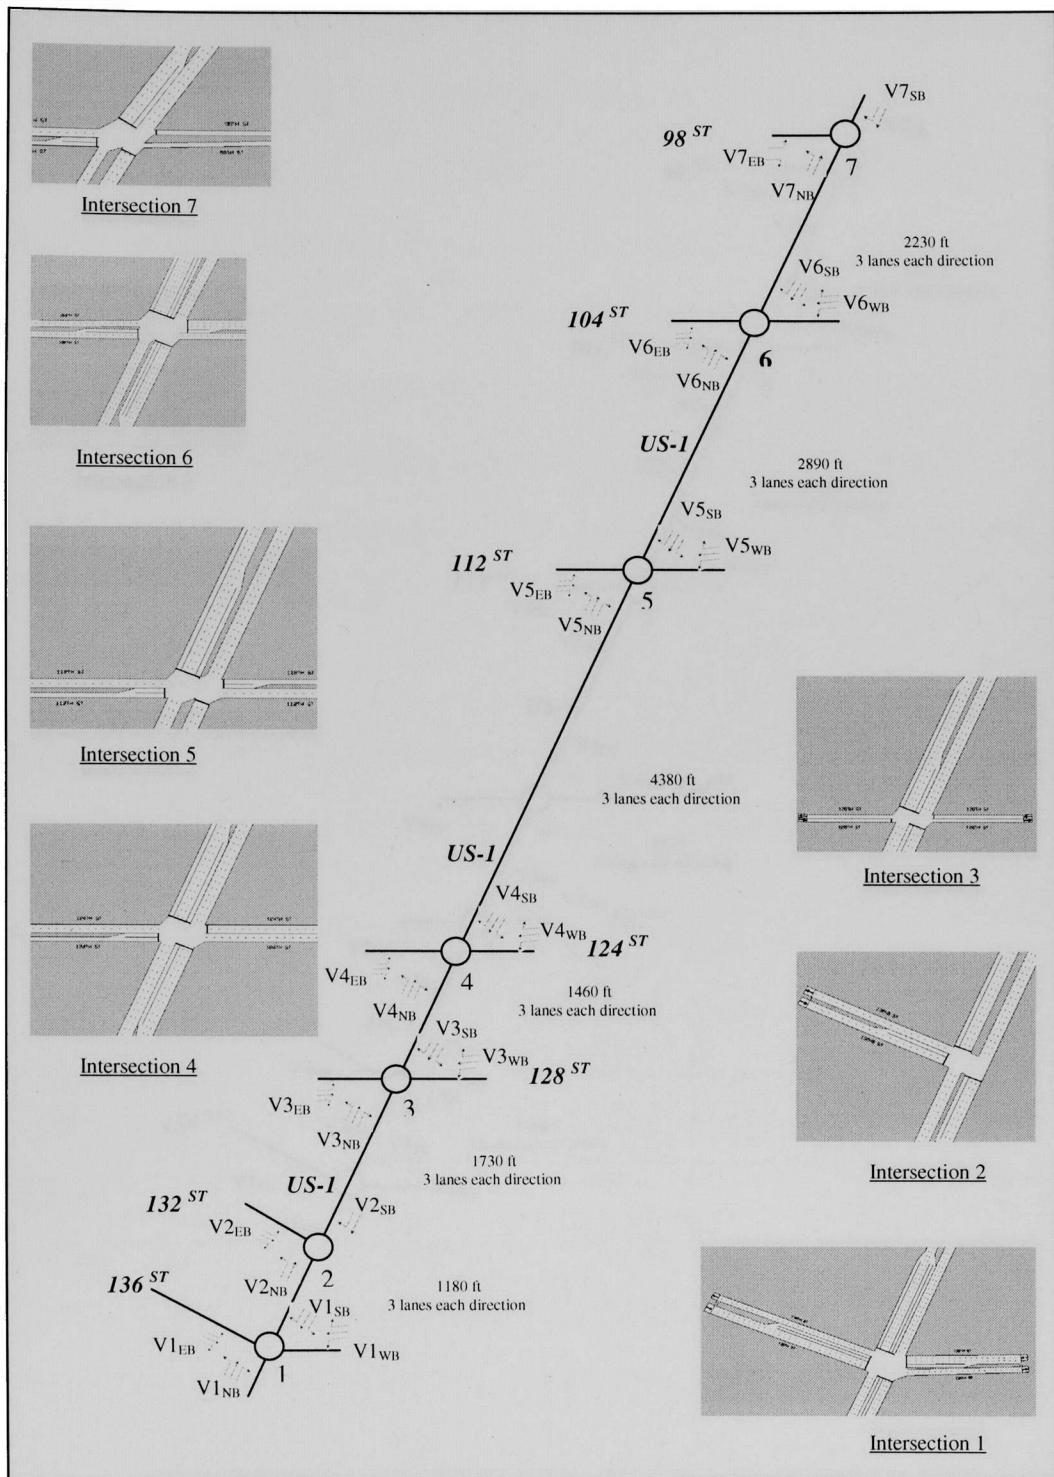 Intersection 7
V7SB
98 ST
V7EB
7
V7NB
2230 ft
3 lanes each direction
V6SB
V6WB
104 ST
V6EB
6
V6NB
Intersection 6
US-1
2890 ft
3 lanes each direction
V5SB
V5WB
112 ST
V5EB
5
V5NB
Intersection 5
4380 ft
3 lanes each direction
US-1
Intersection 3
V4SB
V4WB
124 ST
V4EB
4
V4NB
1460 ft
3 lanes each direction
Intersection 4
V3SB
V3WB
128 ST
V3EB
3
V3NB
1730 ft
3 lanes each direction
Intersection 2
US-1
132 ST
V2SB
V2EB
2
V2NB
136 ST
1180 ft
3 lanes each direction
V1SB
V1EB
V1WB
1
V1NB
Intersection 1